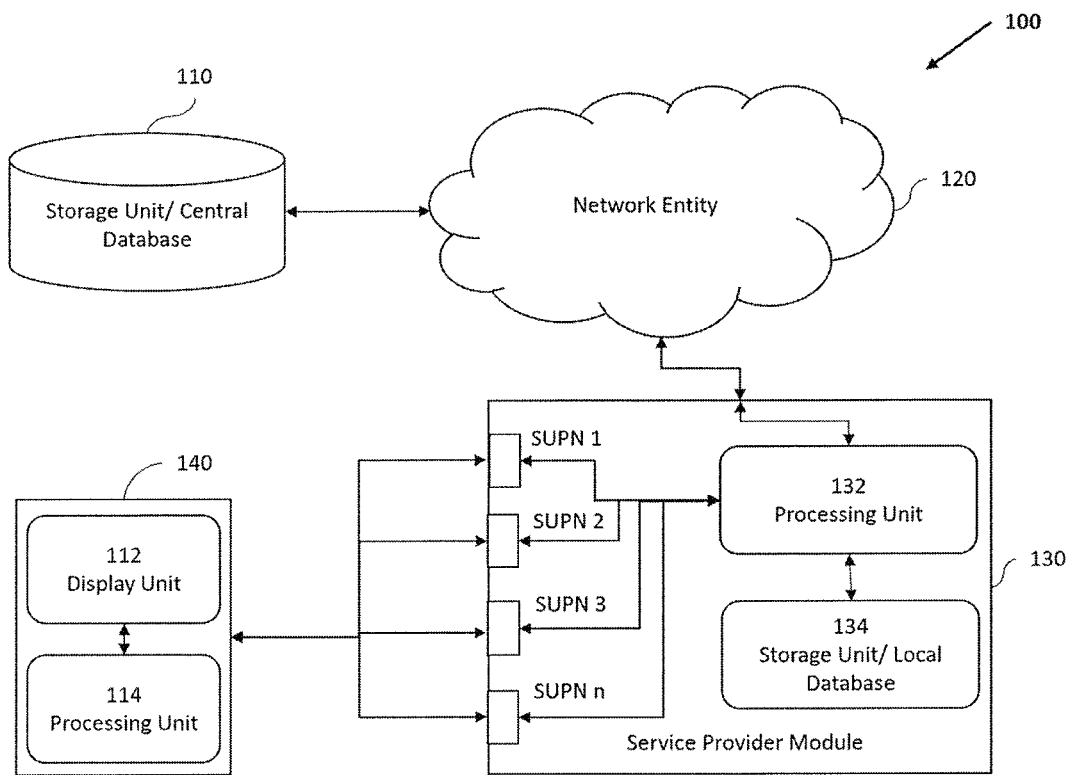 100
110
Storage Unit/ Central
Database
Network Entity
120
SUPN 1
132
Processing Unit
SUPN 2
140
112
Display Unit
130
SUPN 3
134
Storage Unit/ Local
Database
114
Processing Unit
SUPN n
Service Provider Module